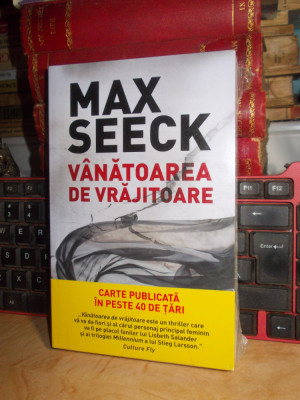 MAX
SEECK
VÂNĂTOAREA
DE VRĂJITOARE
CARTE PUBLICATĂ
ÎN PESTE 40 DE ȚĂRI
„Vânătoarea de vrăjitoare este un thriller care
vă va da fiori și al cărui personaj principal feminin
va fi pe placul fanilor lui Lisbeth Salander
și ai trilogiei Millennium a lui Stieg Larsson.”
Culture Fly